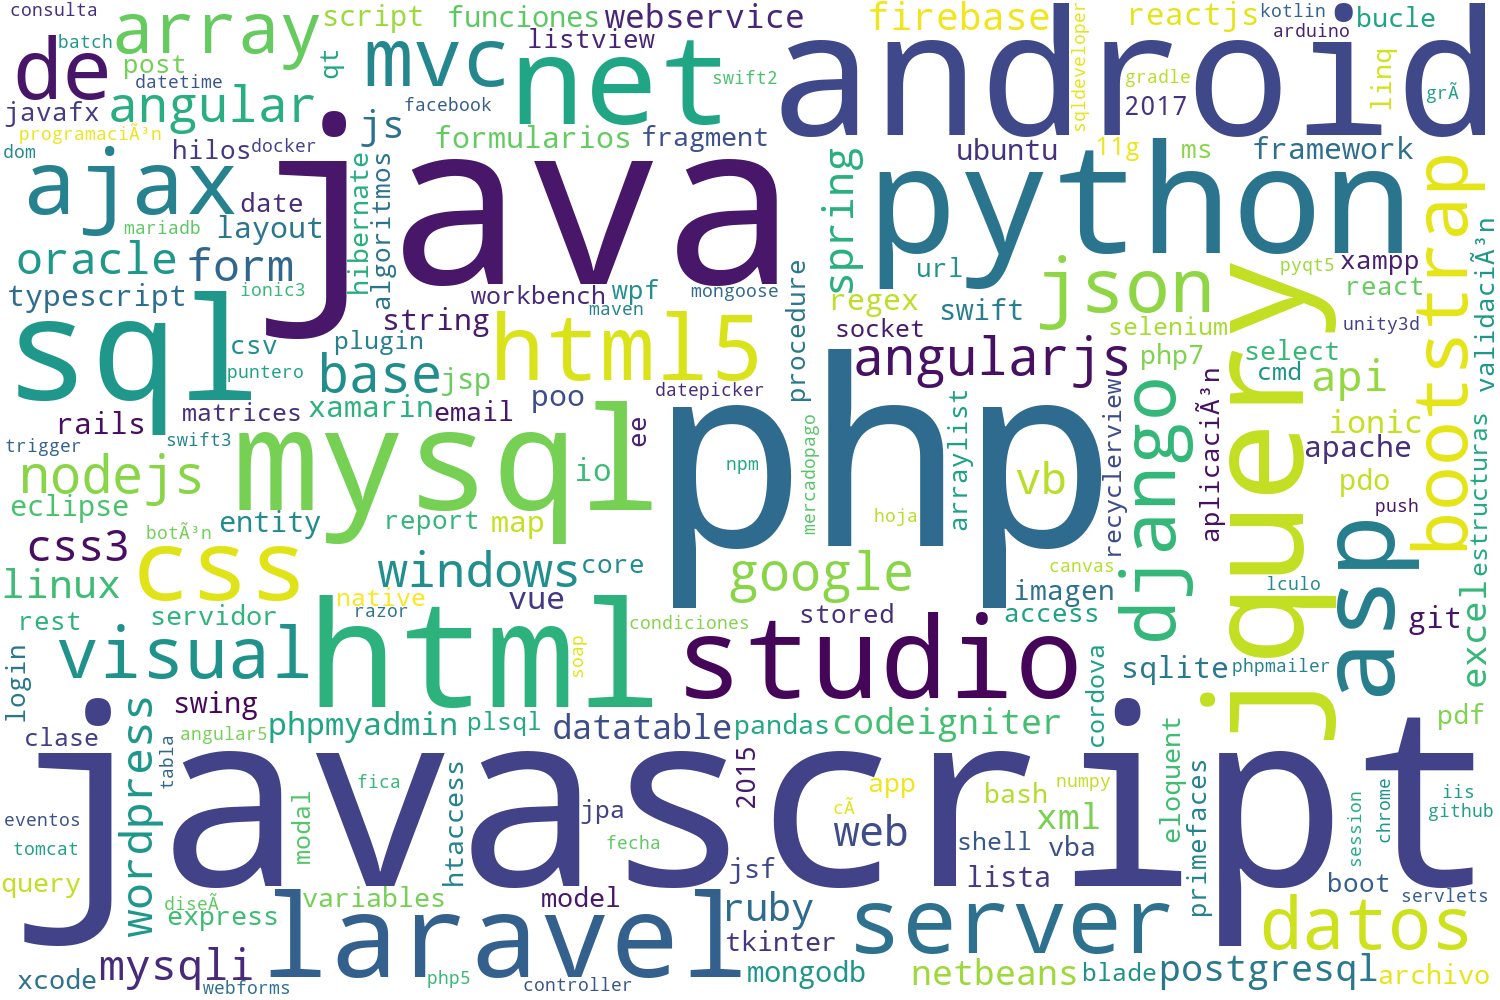 consulta
array
script
funciones
webservice
firebase
android
reactjs
kotlin
bucle
arduino
de
batch
post
datetime
qt
mvc
listview
net
swift2
sqldeveloper
gradle
2017
linq
grÃ
javafx
angular
facebook
js
programaciÃ³n
formularios
fragment
dom
hilos
docker
java
ubuntu
11g
ms
framework
ajax
hibernate
algoritmos
spring
python
bootstrap
date
mariadb
layout
oracle
form
validaciÃ³n
typescript
ionic3
workbench
wpf
mongoose
maven
procedure
url
json
pyqt5
xampp
react
regex
swift
jquery
sql
string
html5
socket
selenium
unity3d
csv
plugin
angularjs
php7
select
puntero
base
jsp
datepicker
cmd
api
rails
matrices
xamarin
email
poo
php
arraylist
recyclerview
django
aplicaciÃ³n
ionic
estructuras
trigger
swift3
mysql
ee
mercadopago
apache
nodejs
io
npm
vb
pdo
eclipse
botÃ³n
entity
report
map
hoja
push
css3
css
windows
core
google
canvas
asp
linux
native
vue
imagen
lculo
excel
rest
servidor
razor
html
condiciones
stored
access
git
visual
soap
studio
login
cordova
sqlite
phpmailer
swing
clase
wordpress
angular5
phpmyadmin
plsql
datatable
pandas
codeigniter
pdf
tabla
javascript
2015
eloquent
fica
htaccess
app
numpy
primefaces
iis
eventos
modal
jpa
cÃ
bash
xml
session
chrome
github
tomcat
fecha
web
shell
vba
query
jsf
lista
boot
diseÃ
variables
model
servlets
express
laravel
ruby
server
datos
mysqli
tkinter
xcode
webforms
php5
controller
mongodb
netbeans
blade
postgresql
archivo